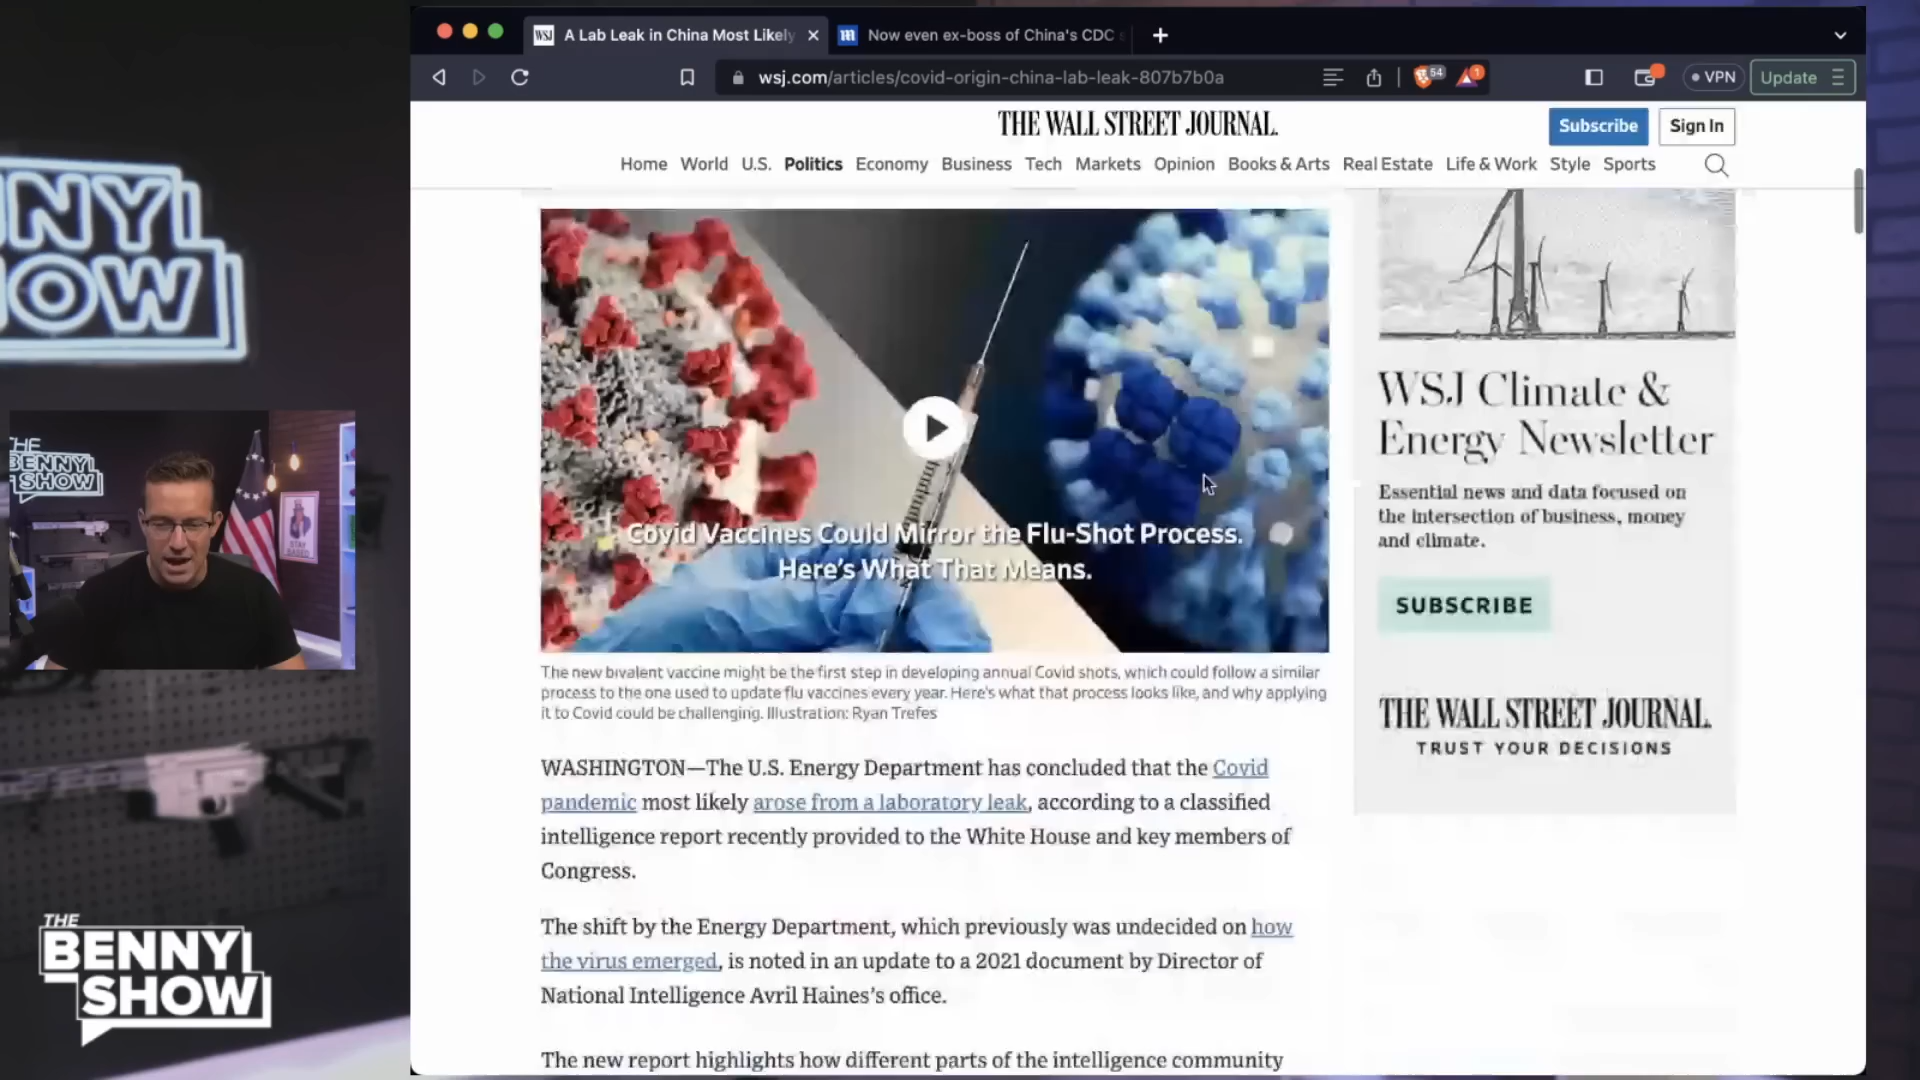 A Lab Leak in China Most Likely
Now even ex-boss of China's CDC
wsj.com/articles/covid-origin-china-lab-leak-807b7b0a
54
1
VPN
Update
THE WALL STREET JOURNAL.
Subscribe
Sign In
Home World U.S. Politics Economy Business Tech Markets Opinion Books & Arts Real Estate Life & Work Style Sports
Covid Vaccines Could Mirror the Flu-Shot Process.
Here's What That Means.
The new bivalent vaccine might be the first step in developing annual Covid shots, which could follow a similar
process to the one used to update flu vaccines every year. Here's what that process looks like, and why applying
it to Covid could be challenging. Illustration: Ryan Trefes
WASHINGTON—The U.S. Energy Department has concluded that the Covid
pandemic most likely arose from a laboratory leak, according to a classified
intelligence report recently provided to the White House and key members of
Congress.
The shift by the Energy Department, which previously was undecided on how
the virus emerged, is noted in an update to a 2021 document by Director of
National Intelligence Avril Haines's office.
The new report highlights how different parts of the intelligence community
WSJ Climate &
Energy Newsletter
Essential news and data focused on
the intersection of business, money
and climate.
SUBSCRIBE
THE WALL STREET JOURNAL.
TRUST YOUR DECISIONS
NNY
HOW
THE
BENNY
SHOW
THE
BENNY
SHOW